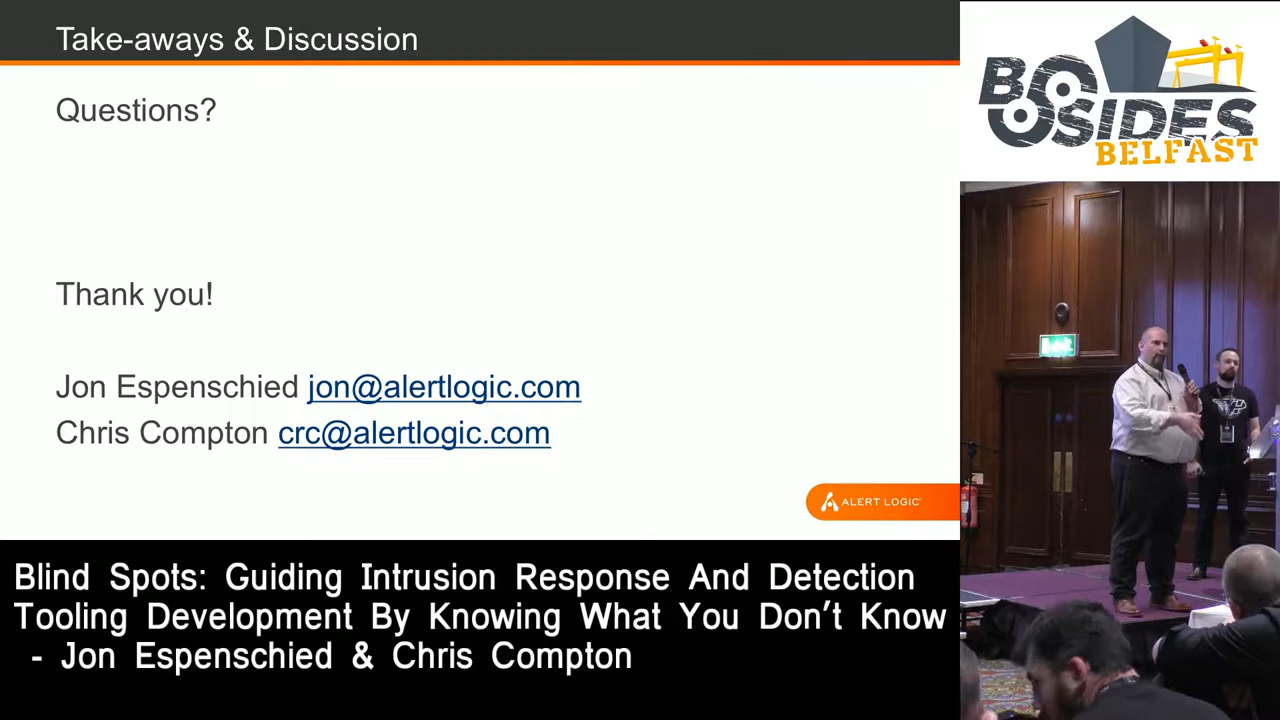 Take-aways & Discussion
Questions?
Thank you!
Jon Espenschied jon@alertlogic.com
Chris Compton crc@alertlogic.com
ALERT LOGIC
BSIDES
BELFAST
Blind Spots: Guiding Intrusion Response And Detection
Tooling Development By Knowing What You Don't Know
- Jon Espenschied & Chris Compton